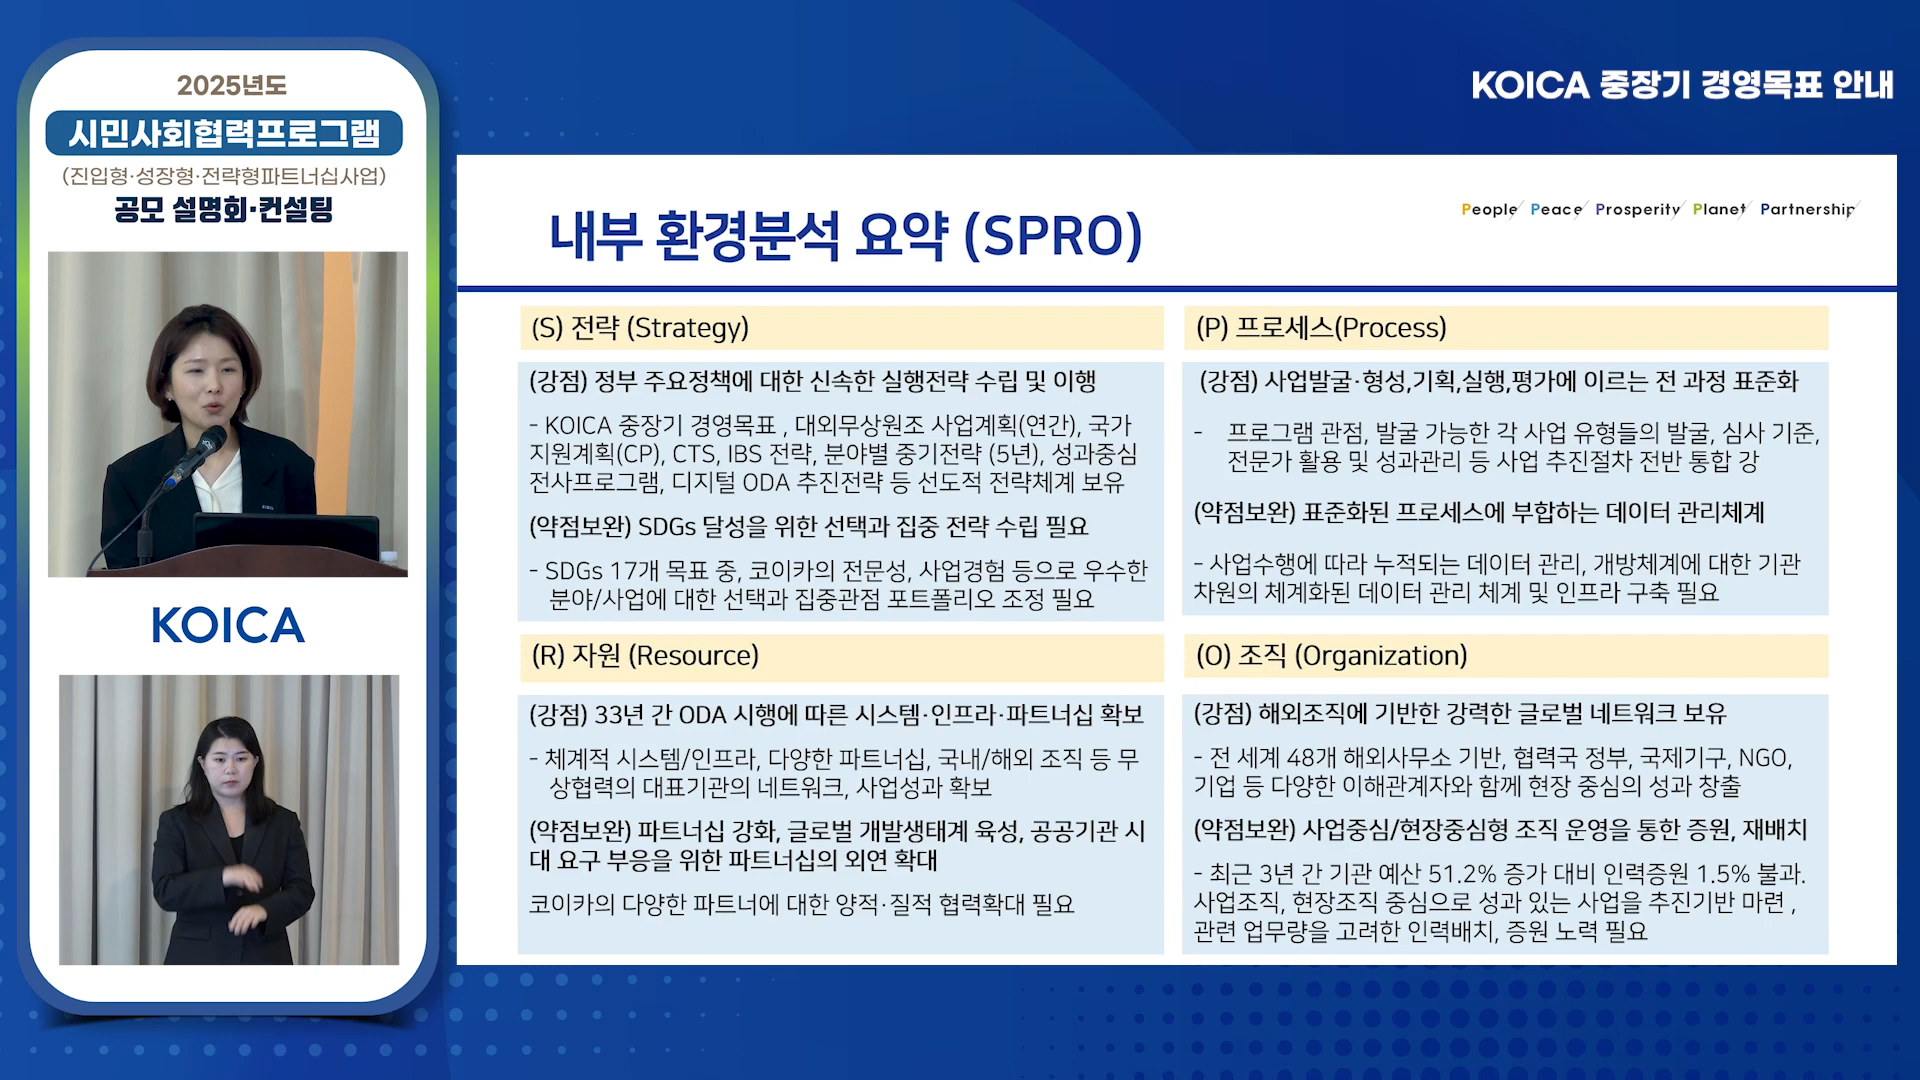 2025년도
시민사회협력프로그램
(진입형·성장형·전략형파트너십사업)
공모 설명회·컨설팅
KOICA
KOICA 중장기 경영목표 안내
People Peace Prosperity Planet Partnership
내부 환경분석 요약 (SPRO)
(S) 전략 (Strategy)
(강점) 정부 주요정책에 대한 신속한 실행전략 수립 및 이행
- KOICA 중장기 경영목표 , 대외무상원조 사업계획(연간), 국가
지원계획(CP), CTS, IBS 전략, 분야별 중기전략 (5년), 성과중심
전사프로그램, 디지털 ODA 추진전략 등 선도적 전략체계 보유
(약점보완) SDGs 달성을 위한 선택과 집중 전략 수립 필요
- SDGs 17개 목표 중, 코이카의 전문성, 사업경험 등으로 우수한
분야/사업에 대한 선택과 집중관점 포트폴리오 조정 필요
(P) 프로세스(Process)
(강점) 사업발굴·형성,기획,실행,평가에 이르는 전 과정 표준화
- 프로그램 관점, 발굴 가능한 각 사업 유형들의 발굴, 심사 기준,
전문가 활용 및 성과관리 등 사업 추진절차 전반 통합 강
(약점보완) 표준화된 프로세스에 부합하는 데이터 관리체계
- 사업수행에 따라 누적되는 데이터 관리, 개방체계에 대한 기관
차원의 체계화된 데이터 관리 체계 및 인프라 구축 필요
(R) 자원 (Resource)
(강점) 33년 간 ODA 시행에 따른 시스템·인프라·파트너십 확보
- 체계적 시스템/인프라, 다양한 파트너십, 국내/해외 조직 등 무
상협력의 대표기관의 네트워크, 사업성과 확보
(약점보완) 파트너십 강화, 글로벌 개발생태계 육성, 공공기관 시
대 요구 부응을 위한 파트너십의 외연 확대
코이카의 다양한 파트너에 대한 양적·질적 협력확대 필요
(O) 조직 (Organization)
(강점) 해외조직에 기반한 강력한 글로벌 네트워크 보유
- 전 세계 48개 해외사무소 기반, 협력국 정부, 국제기구, NGO,
기업 등 다양한 이해관계자와 함께 현장 중심의 성과 창출
(약점보완) 사업중심/현장중심형 조직 운영을 통한 증원, 재배치
- 최근 3년 간 기관 예산 51.2% 증가 대비 인력증원 1.5% 불과.
사업조직, 현장조직 중심으로 성과 있는 사업을 추진기반 마련 ,
관련 업무량을 고려한 인력배치, 증원 노력 필요